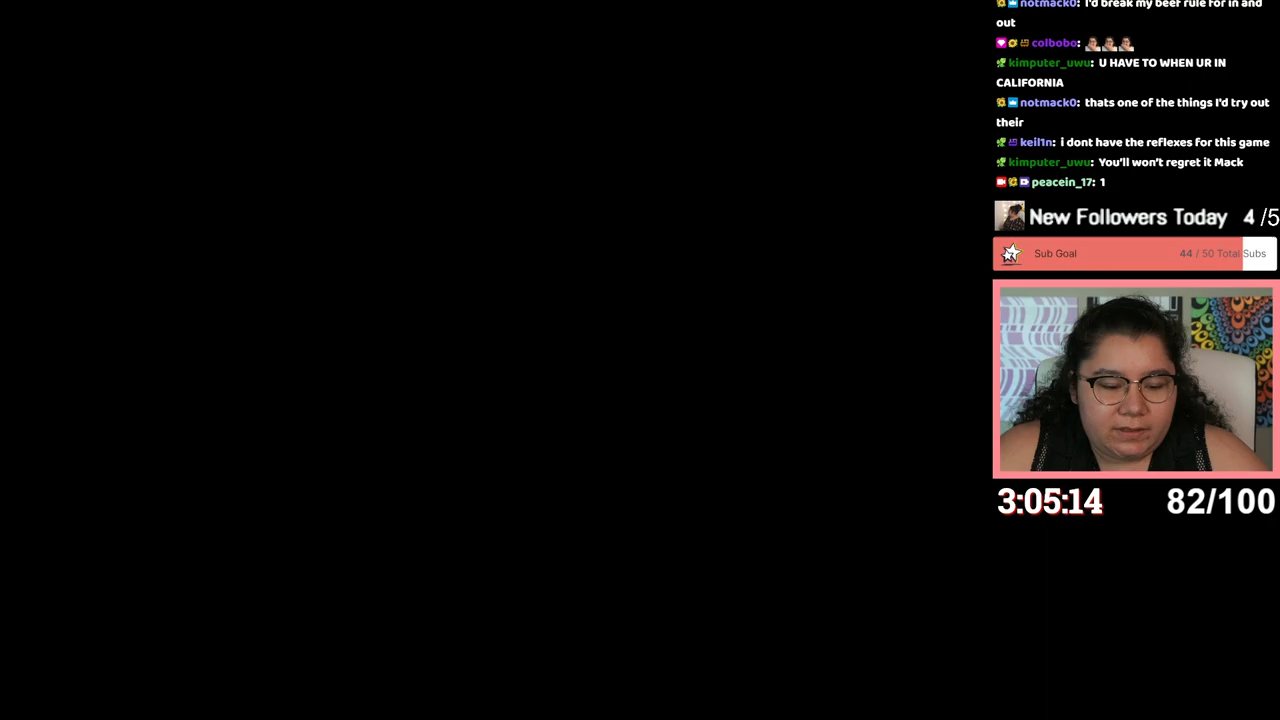 notmack0: I'd break my beef rule for in and
out
colbobo:
kimputer_uwu: U HAVE TO WHEN UR IN
CALIFORNIA
notmack0: thats one of the things I'd try out
their
keil1n: i dont have the reflexes for this game
kimputer_uwu: You'll won't regret it Mack
peacein_17: 1
New Followers Today 4 /5
Sub Goal 44 / 50 Total Subs
3:05:14 82/100